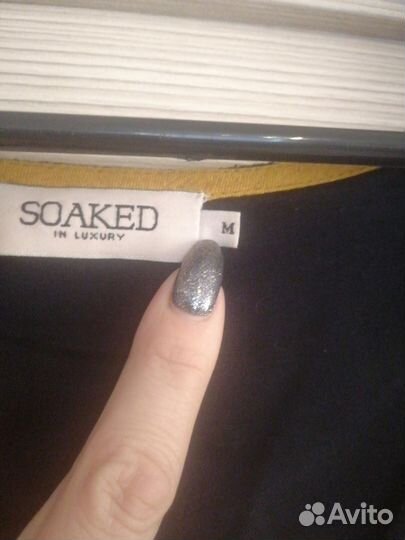 SOAKED
IN LUXURY
M
Avito